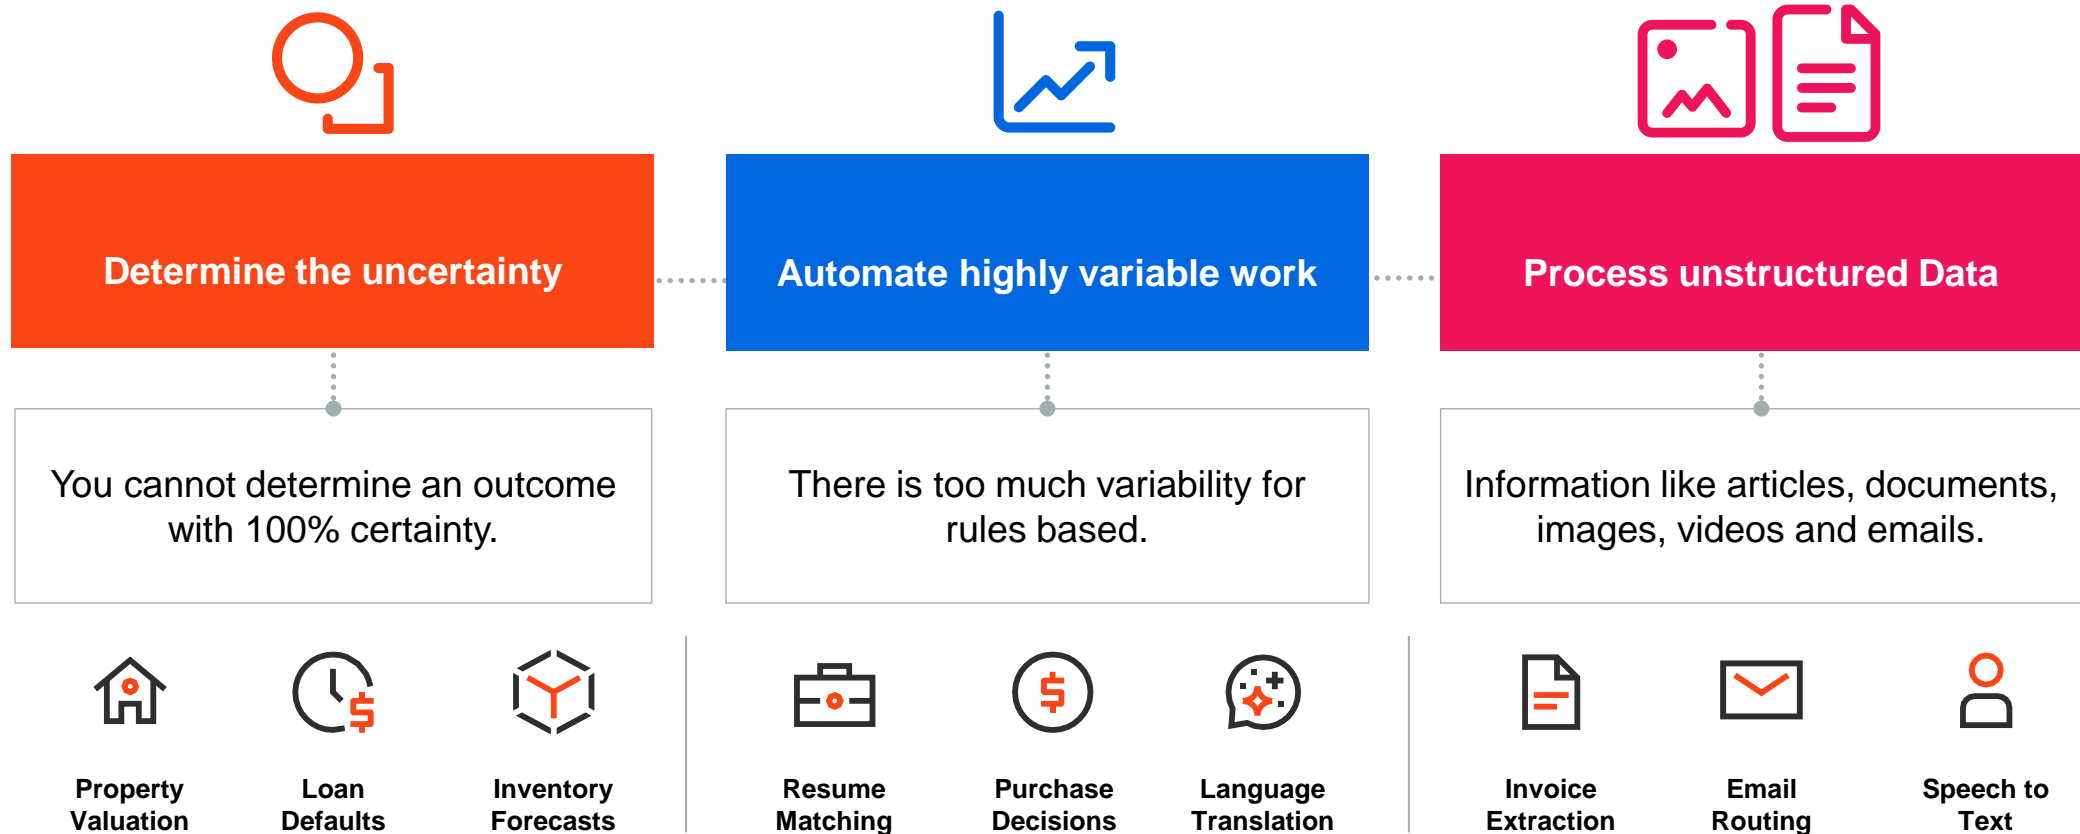 Determine the uncertainty
Automate highly variable work
Process unstructured Data
You cannot determine an outcome
with 100% certainty.
There is too much variability for
rules based.
Information like articles, documents,
images, videos and emails.
Property
Valuation
Loan
Defaults
Inventory
Forecasts
Resume
Matching
Purchase
Decisions
Language
Translation
Invoice
Extraction
Email
Routing
Speech to
Text